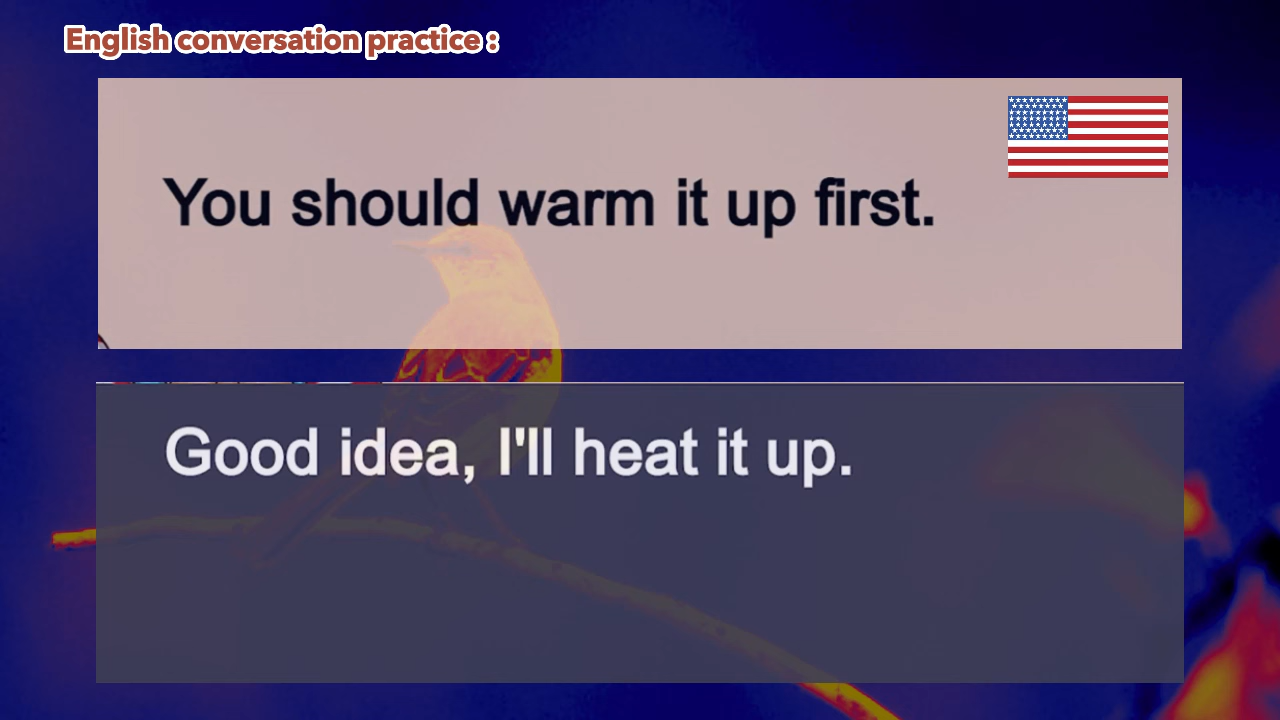 English conversation practice :
You should warm it up first.
Good idea, I'll heat it up.